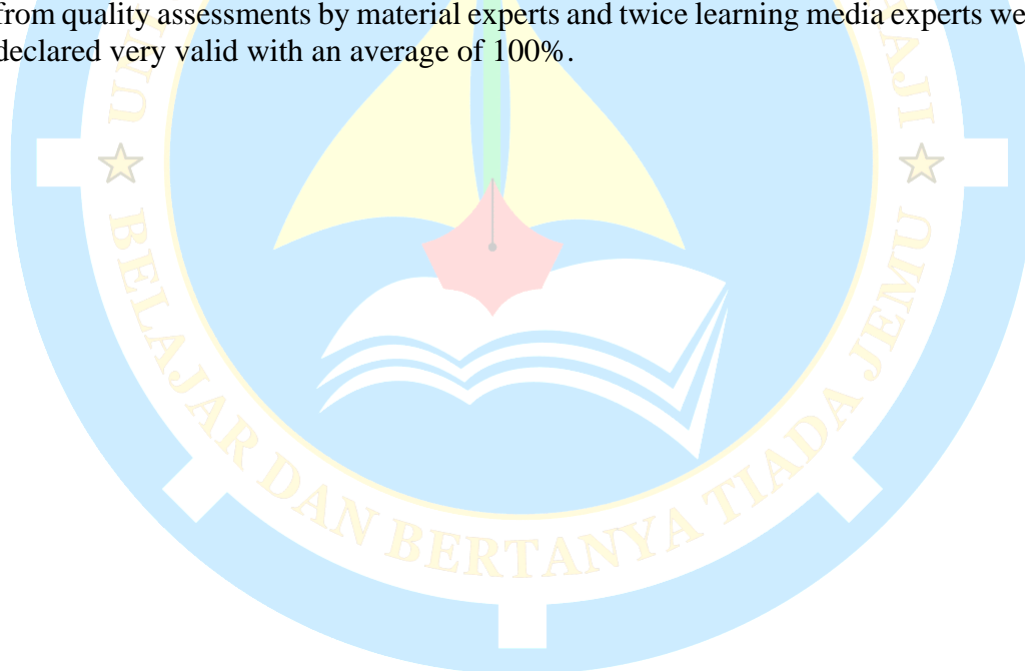 from quality assessments by material experts and twice learning media experts we
declared very valid with an average of 100%.
U
AJI
BELAJAR DAN BERTANYA TIADA JEMU